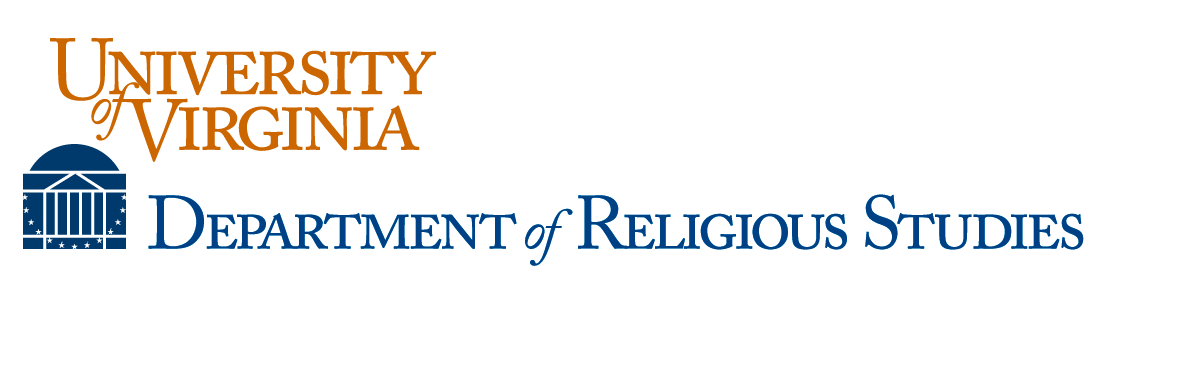 UNIVERSITY
of VIRGINIA
DEPARTMENT of RELIGIOUS STUDIES